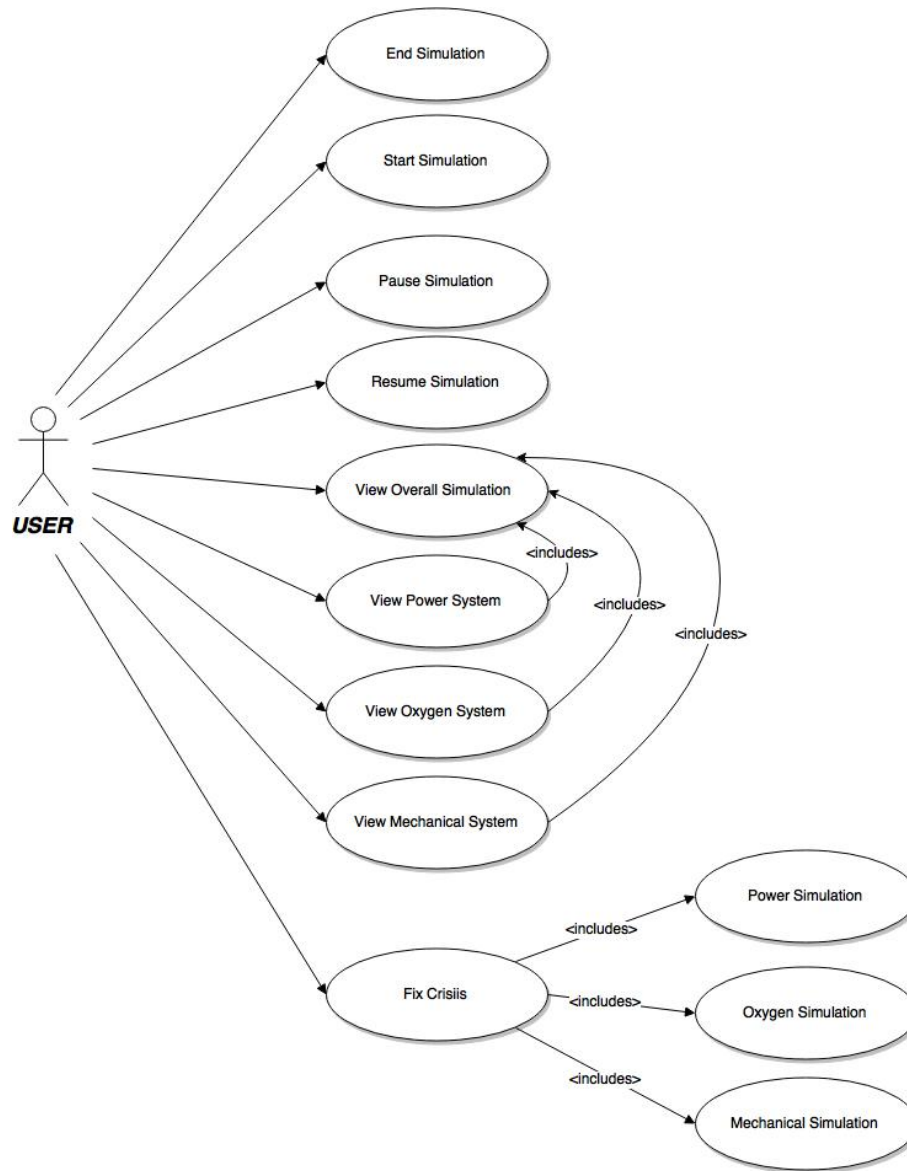 End Simulation
Start Simulation
Pause Simulation
Resume Simulation
View Overall Simulation
USER
<includes>
View Power System
<includes>
<includes>
View Oxygen System
View Mechanical System
Power Simulation
<includes>
Fix Crisiis
<includes>
Oxygen Simulation
<includes>
Mechanical Simulation